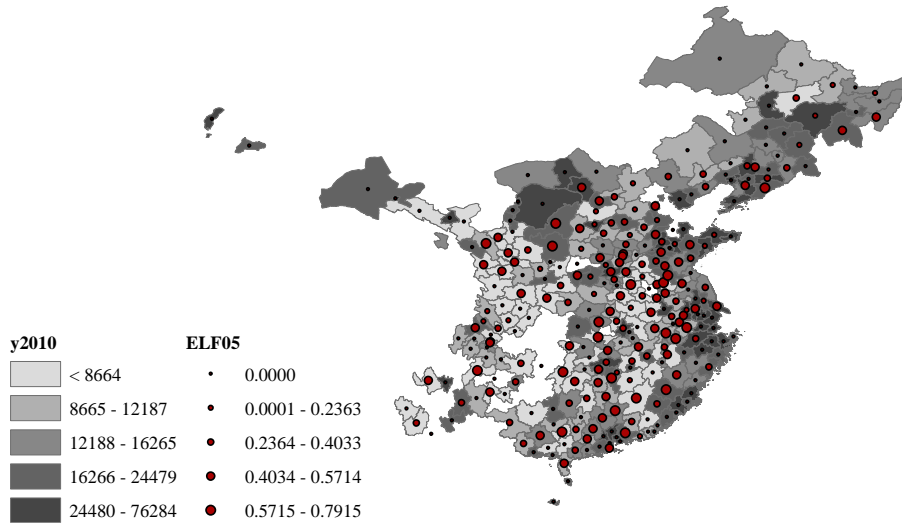 y2010 ELF05
< 8664 0.0000
8665 - 12187 0.0001 - 0.2363
12188 - 16265 0.2364 - 0.4033
16266 - 24479 0.4034 - 0.5714
24480 - 76284 0.5715 - 0.7915